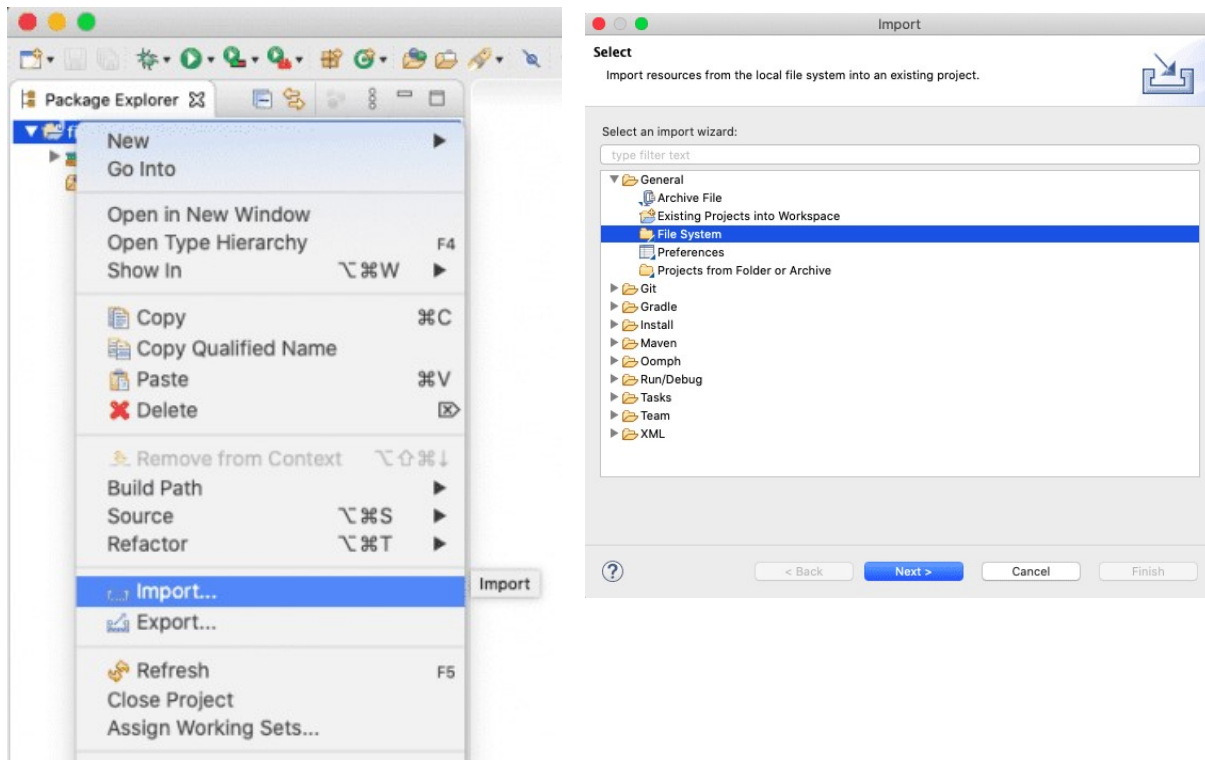 Package Explorer
New
Go Into
Open in New Window
Open Type Hierarchy F4
Show In ⌥⌘W
Copy ⌘C
Copy Qualified Name
Paste ⌘V
Delete ⌦
Remove from Context ⌥⇧⌘↓
Build Path
Source ⌥⌘S
Refactor ⌥⌘T
Import...
Import
Export...
Refresh F5
Close Project
Assign Working Sets...
Import
Select
Import resources from the local file system into an existing project.
Select an import wizard:
type filter text
General
Archive File
Existing Projects into Workspace
File System
Preferences
Projects from Folder or Archive
Git
Gradle
Install
Maven
Oomph
Run/Debug
Tasks
Team
XML
? < Back Next > Cancel Finish